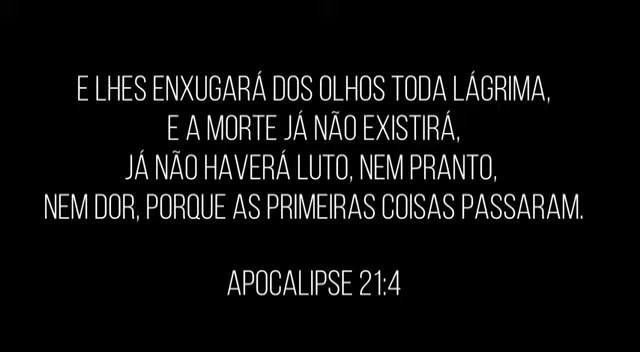 E LHES ENXUGARÁ DOS OLHOS TODA LÁGRIMA,
E A MORTE JÁ NÃO EXISTIRÁ,
JÁ NÃO HAVERÁ LUTO, NEM PRANTO,
NEM DOR, PORQUE AS PRIMEIRAS COISAS PASSARAM.
APOCALIPSE 21:4